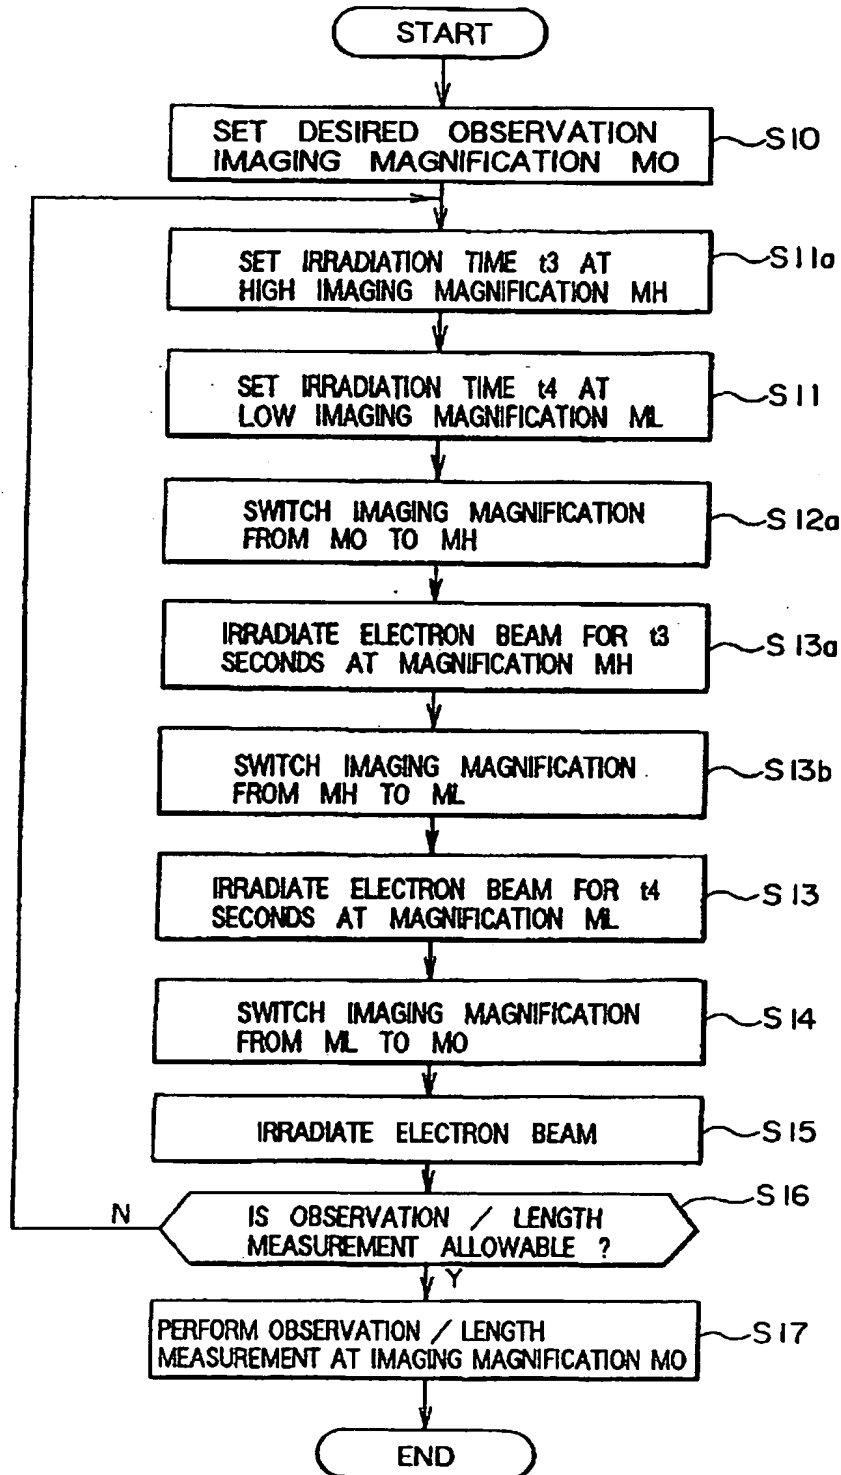 START
SET DESIRED OBSERVATION
IMAGING MAGNIFICATION MO
S10
SET IRRADIATION TIME t3 AT
HIGH IMAGING MAGNIFICATION MH
S11a
SET IRRADIATION TIME t4 AT
LOW IMAGING MAGNIFICATION ML
S11
SWITCH IMAGING MAGNIFICATION
FROM MO TO MH
S12a
IRRADIATE ELECTRON BEAM FOR t3
SECONDS AT MAGNIFICATION MH
S13a
SWITCH IMAGING MAGNIFICATION
FROM MH TO ML
S13b
IRRADIATE ELECTRON BEAM FOR t4
SECONDS AT MAGNIFICATION ML
S13
SWITCH IMAGING MAGNIFICATION
FROM ML TO MO
S14
IRRADIATE ELECTRON BEAM
S15
IS OBSERVATION / LENGTH
MEASUREMENT ALLOWABLE ?
S16
N
Y
PERFORM OBSERVATION / LENGTH
MEASUREMENT AT IMAGING MAGNIFICATION MO
S17
END